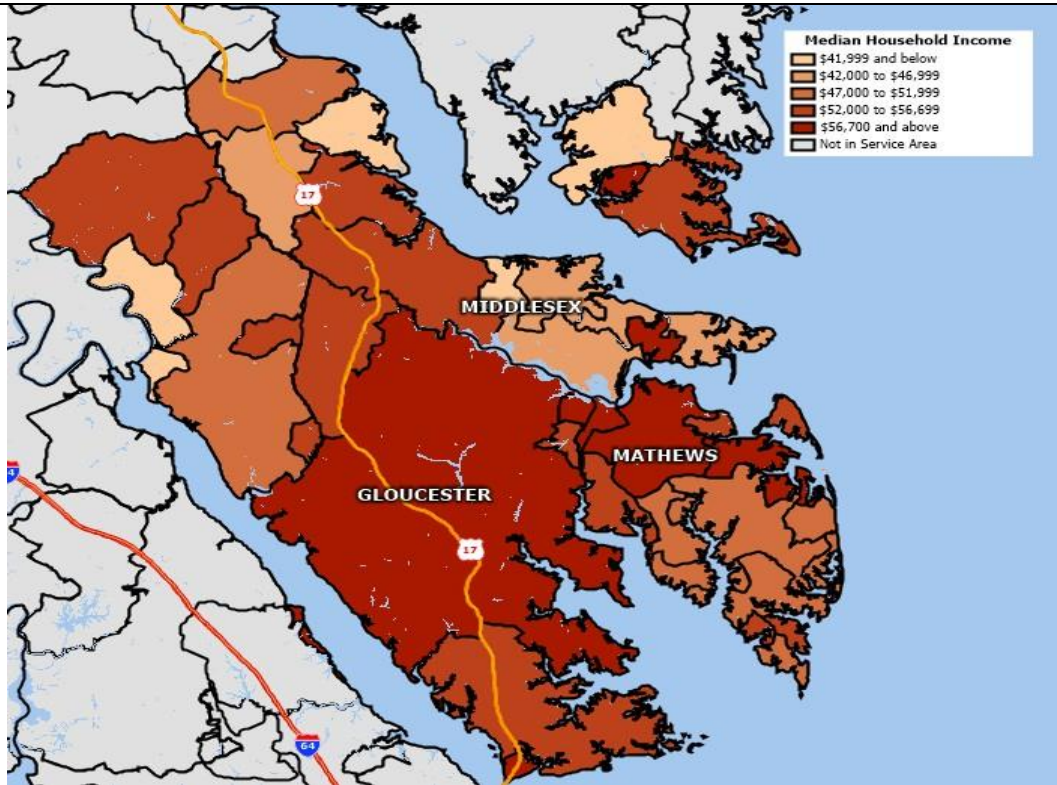 Median Household Income
$41,999 and below
$42,000 to $46,999
$47,000 to $51,999
$52,000 to $56,699
$56,700 and above
Not in Service Area
17
MIDDLESEX
MATHEWS
GLOUCESTER
17
4
64